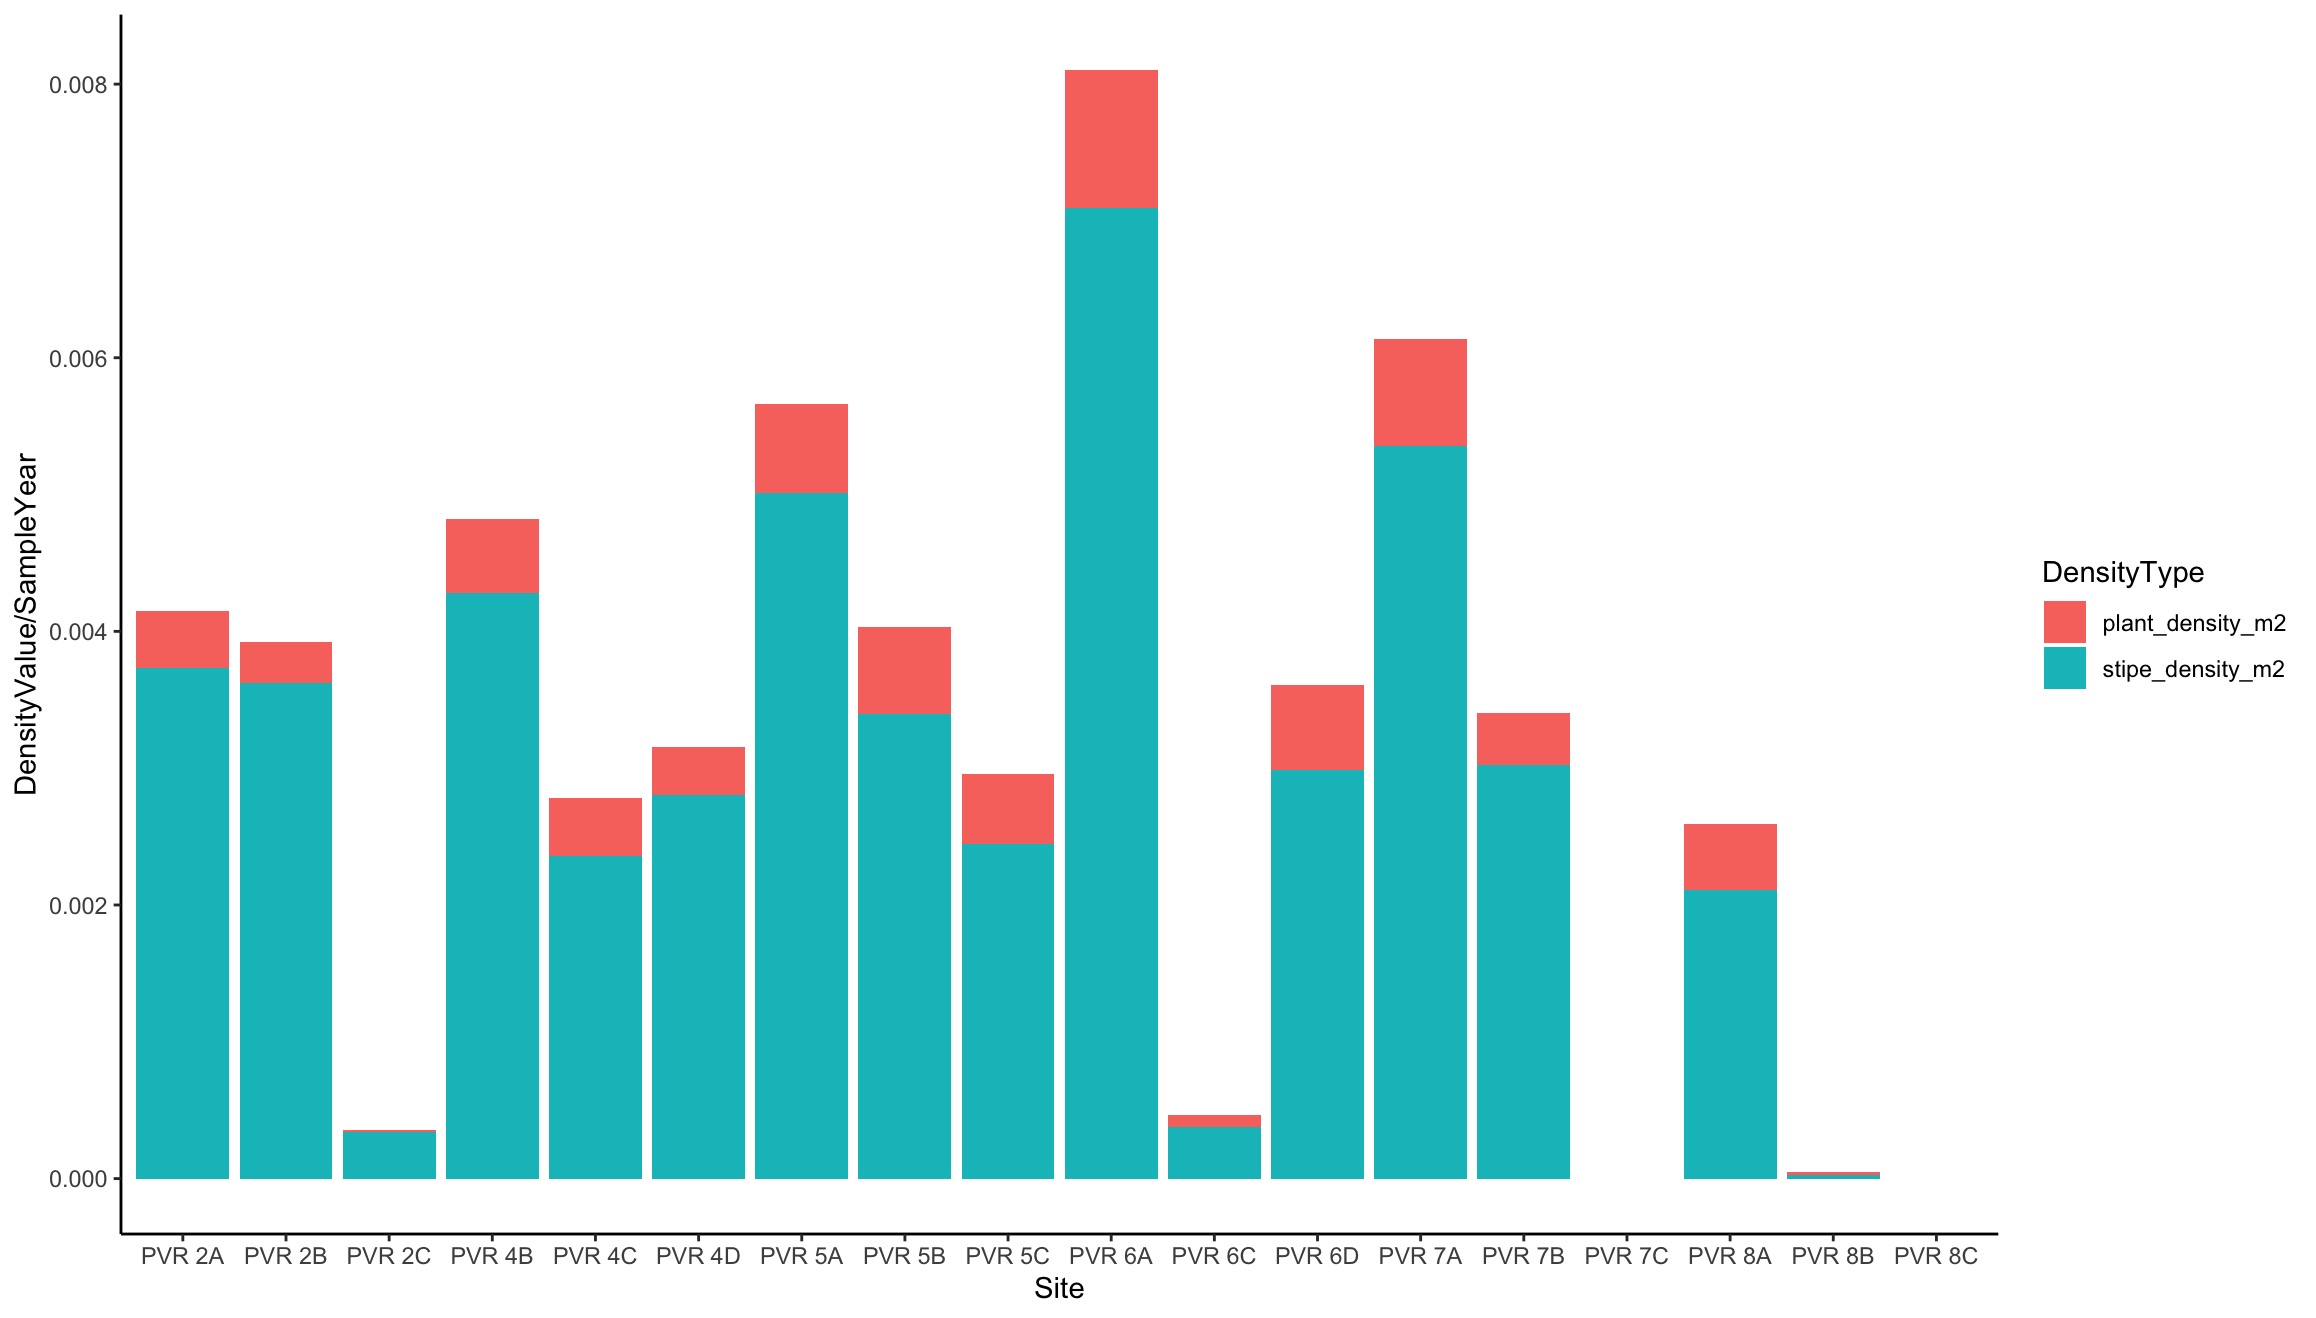 DensityValue/SampleYear
0.008
0.006
0.004
0.002
0.000
PVR 2A PVR 2B PVR 2C PVR 4B PVR 4C PVR 4D PVR 5A PVR 5B PVR 5C PVR 6A PVR 6C PVR 6D PVR 7A PVR 7B PVR 7C PVR 8A PVR 8B PVR 8C
Site
DensityType
plant_density_m2
stipe_density_m2